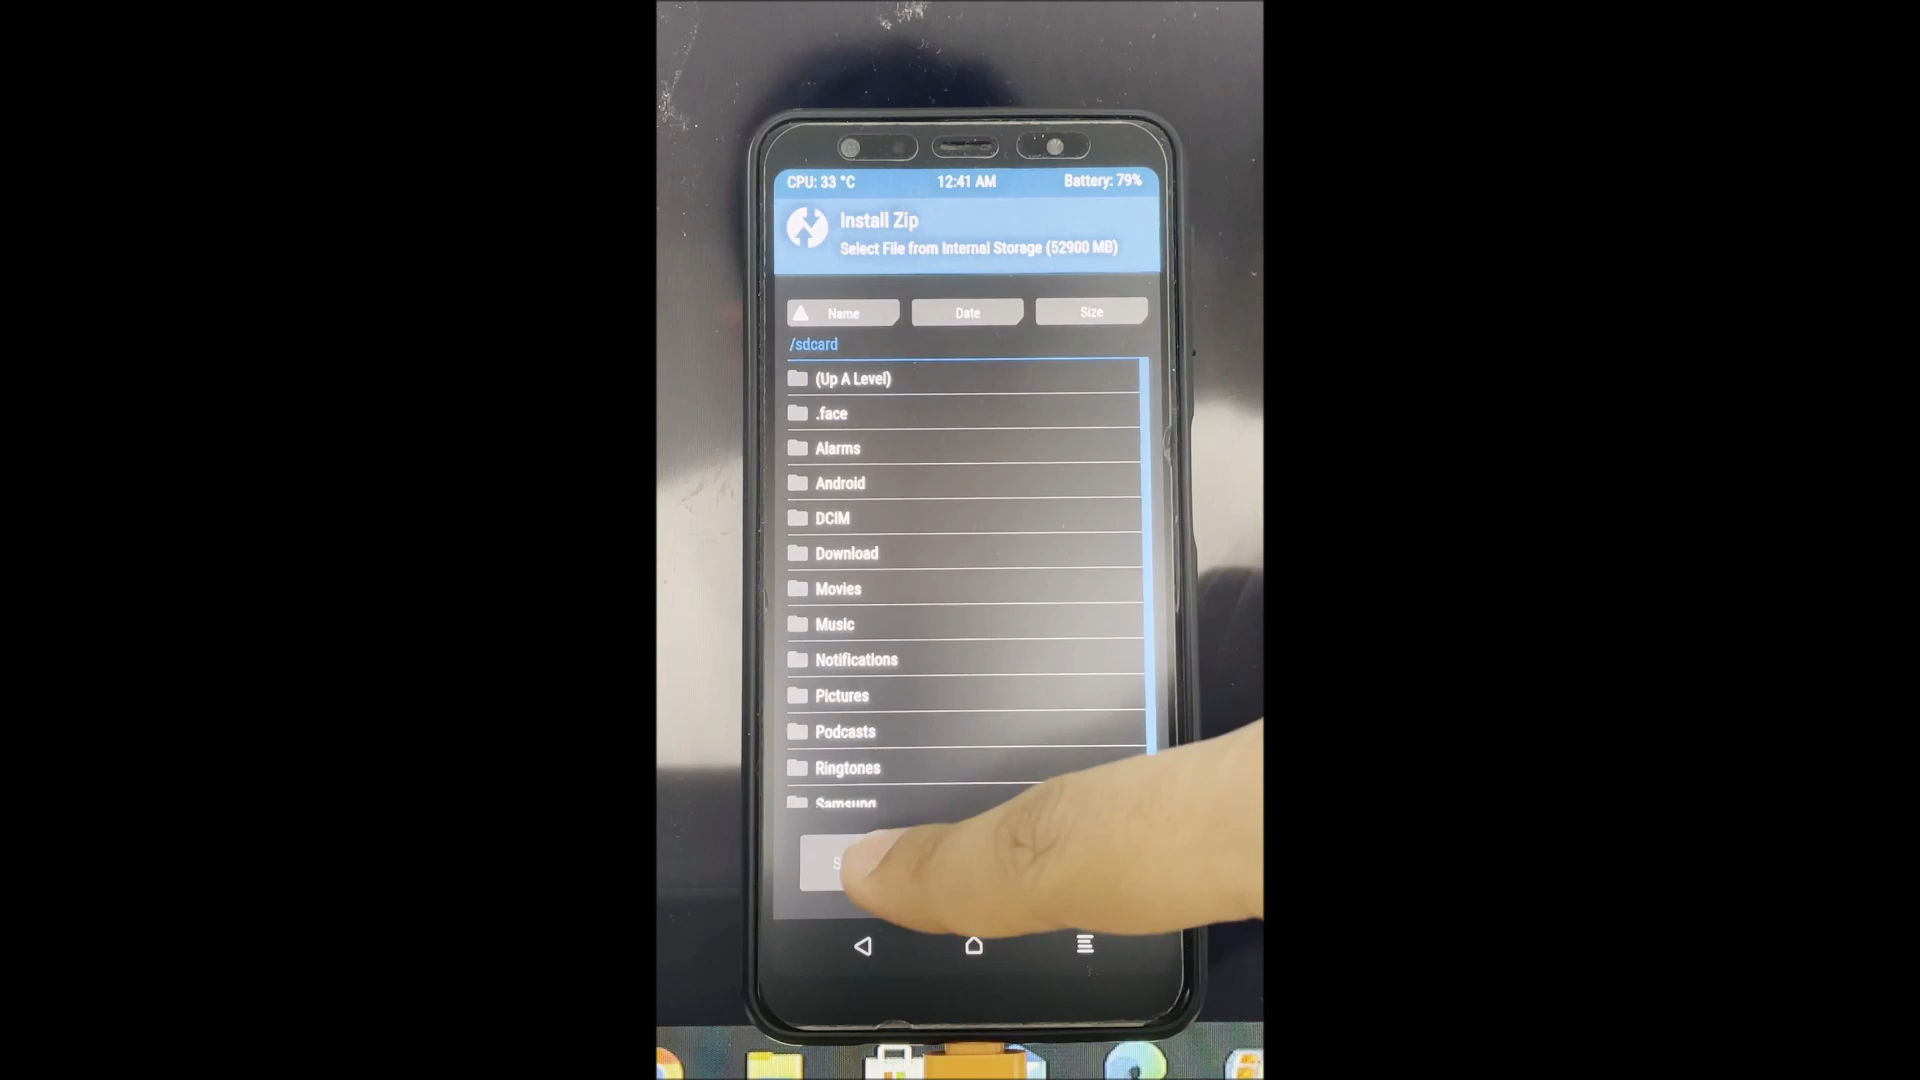 CPU: 33 °C 12:41 AM Battery: 79%
Install Zip
Select File from Internal Storage (52900 MB)
Name Date Size
/sdcard
(Up A Level)
.face
Alarms
Android
DCIM
Download
Movies
Music
Notifications
Pictures
Podcasts
Ringtones
Samsung